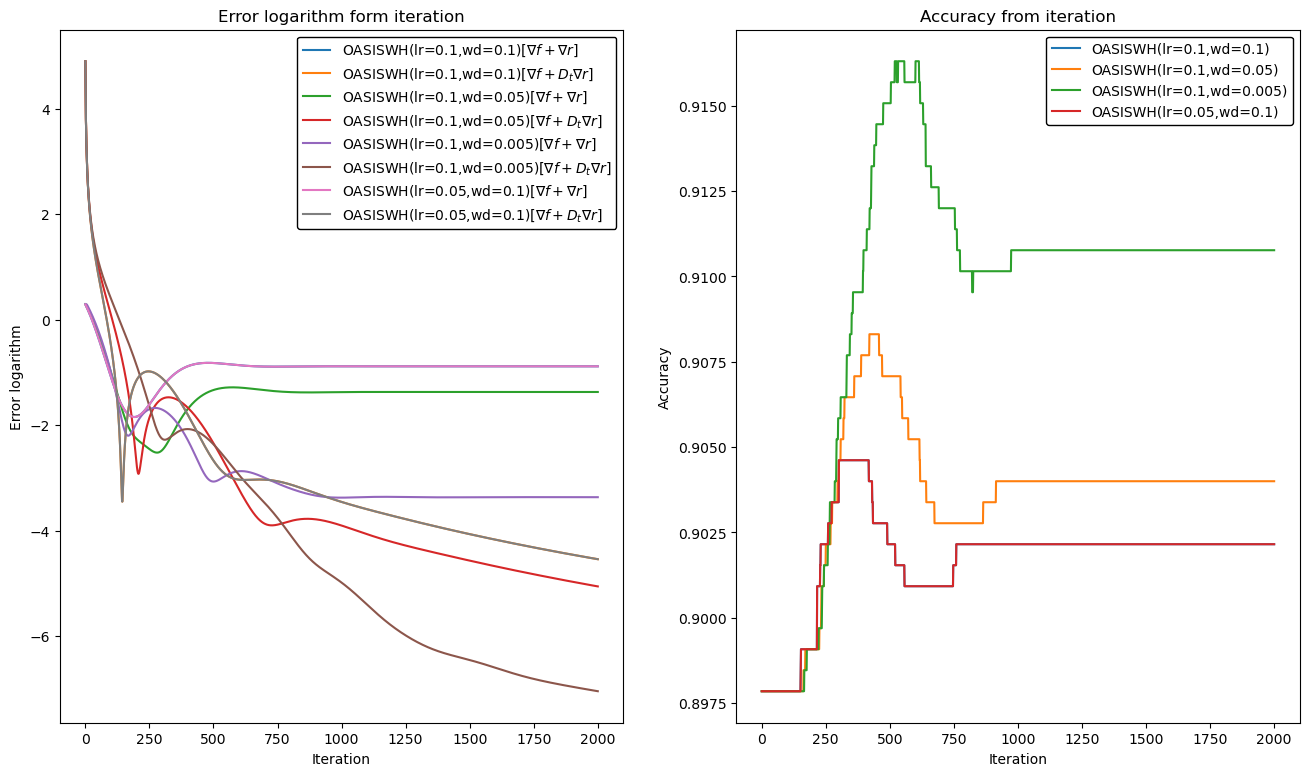 Error logarithm form iteration
OASISWH(lr=0.1,wd=0.1)[∇f + ∇r]
OASISWH(lr=0.1,wd=0.1)[∇f + D_t∇r]
OASISWH(lr=0.1,wd=0.05)[∇f + ∇r]
OASISWH(lr=0.1,wd=0.05)[∇f + D_t∇r]
OASISWH(lr=0.1,wd=0.005)[∇f + ∇r]
OASISWH(lr=0.1,wd=0.005)[∇f + D_t∇r]
OASISWH(lr=0.05,wd=0.1)[∇f + ∇r]
OASISWH(lr=0.05,wd=0.1)[∇f + D_t∇r]
Error logarithm
4
2
0
−2
−4
−6
0 250 500 750 1000 1250 1500 1750 2000
Iteration
Accuracy from iteration
OASISWH(lr=0.1,wd=0.1)
OASISWH(lr=0.1,wd=0.05)
OASISWH(lr=0.1,wd=0.005)
OASISWH(lr=0.05,wd=0.1)
Accuracy
0.9150
0.9125
0.9100
0.9075
0.9050
0.9025
0.9000
0.8975
0 250 500 750 1000 1250 1500 1750 2000
Iteration